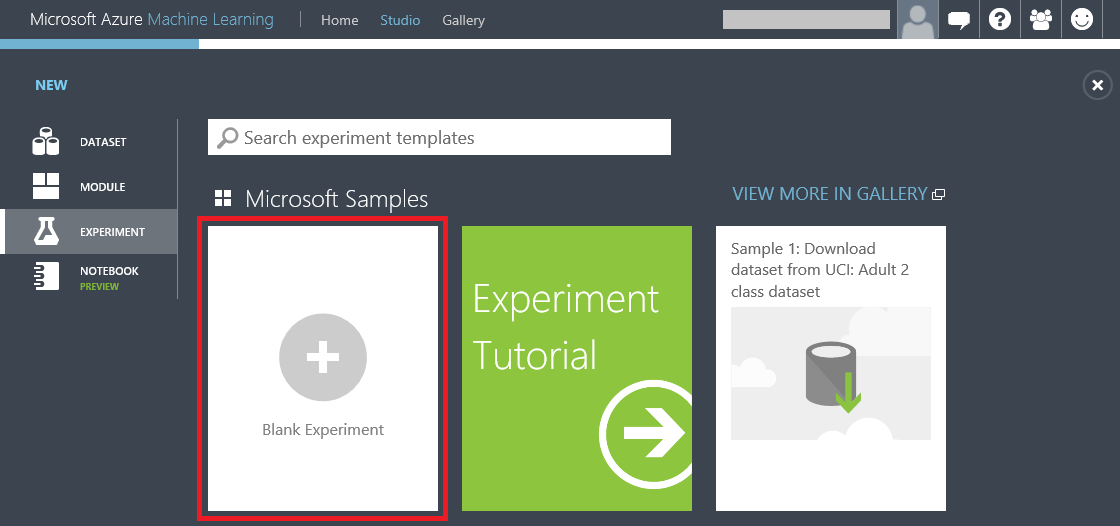 Microsoft Azure Machine Learning | Home Studio Gallery
NEW
DATASET
MODULE
EXPERIMENT
NOTEBOOK
PREVIEW
Search experiment templates
Microsoft Samples
VIEW MORE IN GALLERY
Blank Experiment
Experiment
Tutorial
Sample 1: Download
dataset from UCI: Adult 2
class dataset